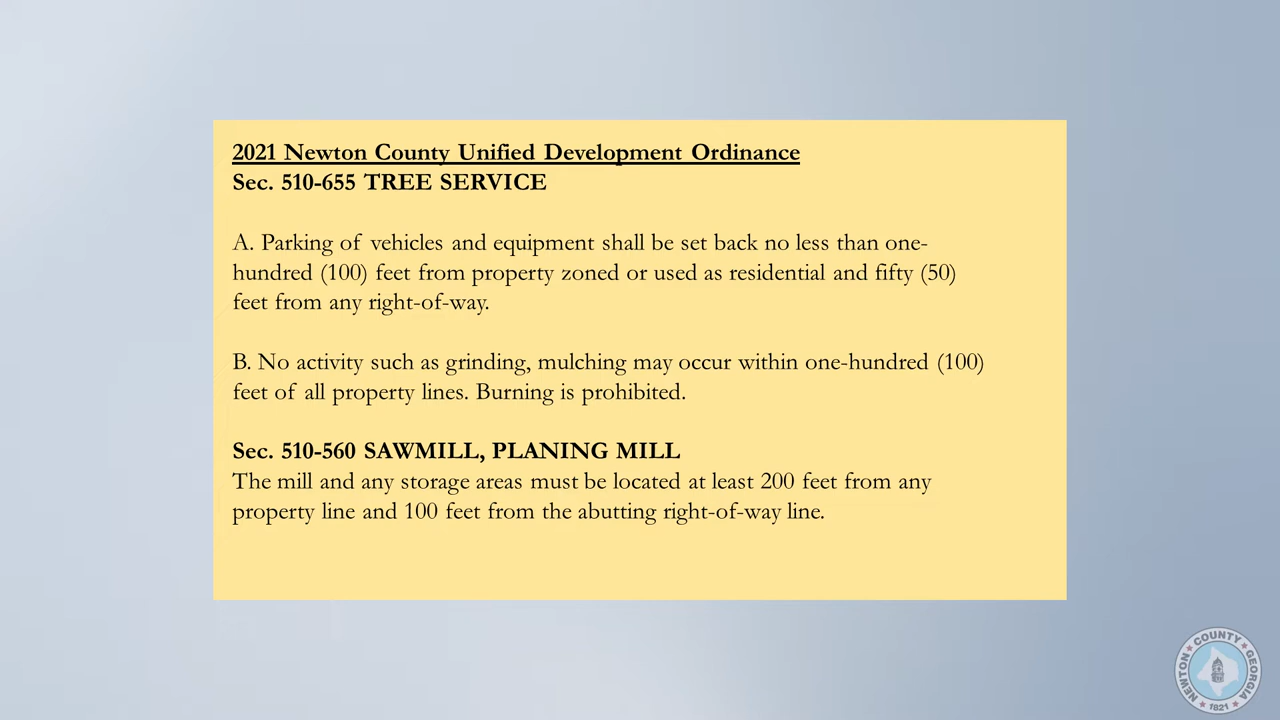 2021 Newton County Unified Development Ordinance
Sec. 510-655 TREE SERVICE
A. Parking of vehicles and equipment shall be set back no less than one-
hundred (100) feet from property zoned or used as residential and fifty (50)
feet from any right-of-way.
B. No activity such as grinding, mulching may occur within one-hundred (100)
feet of all property lines. Burning is prohibited.
Sec. 510-560 SAWMILL, PLANING MILL
The mill and any storage areas must be located at least 200 feet from any
property line and 100 feet from the abutting right-of-way line.
NEWTON COUNTY GEORGIA
1821